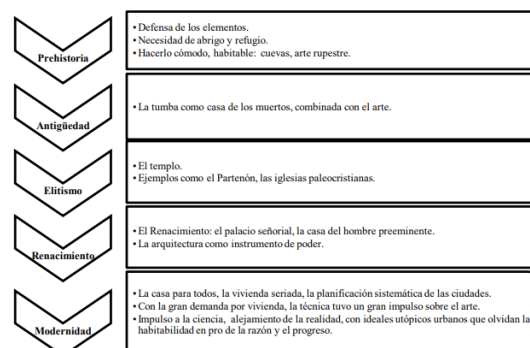 Prehistoria
• Defensa de los elementos.
• Necesidad de abrigo y refugio.
• Hacerlo cómodo, habitable: cuevas, arte rupestre.
Antigüedad
• La tumba como casa de los muertos, combinada con el arte.
Elitismo
• El templo.
• Ejemplos como el Partenón, las iglesias paleocristianas.
Renacimiento
• El Renacimiento: el palacio señorial, la casa del hombre preeminente.
• La arquitectura como instrumento de poder.
Modernidad
• La casa para todos, la vivienda seriada, la planificación sistemática de las ciudades.
• Con la gran demanda por vivienda, la técnica tuvo un gran impulso sobre el arte.
• Impulso a la ciencia, alejamiento de la realidad, con ideales utópicos urbanos que olvidan la
habitabilidad en pro de la razón y el progreso.